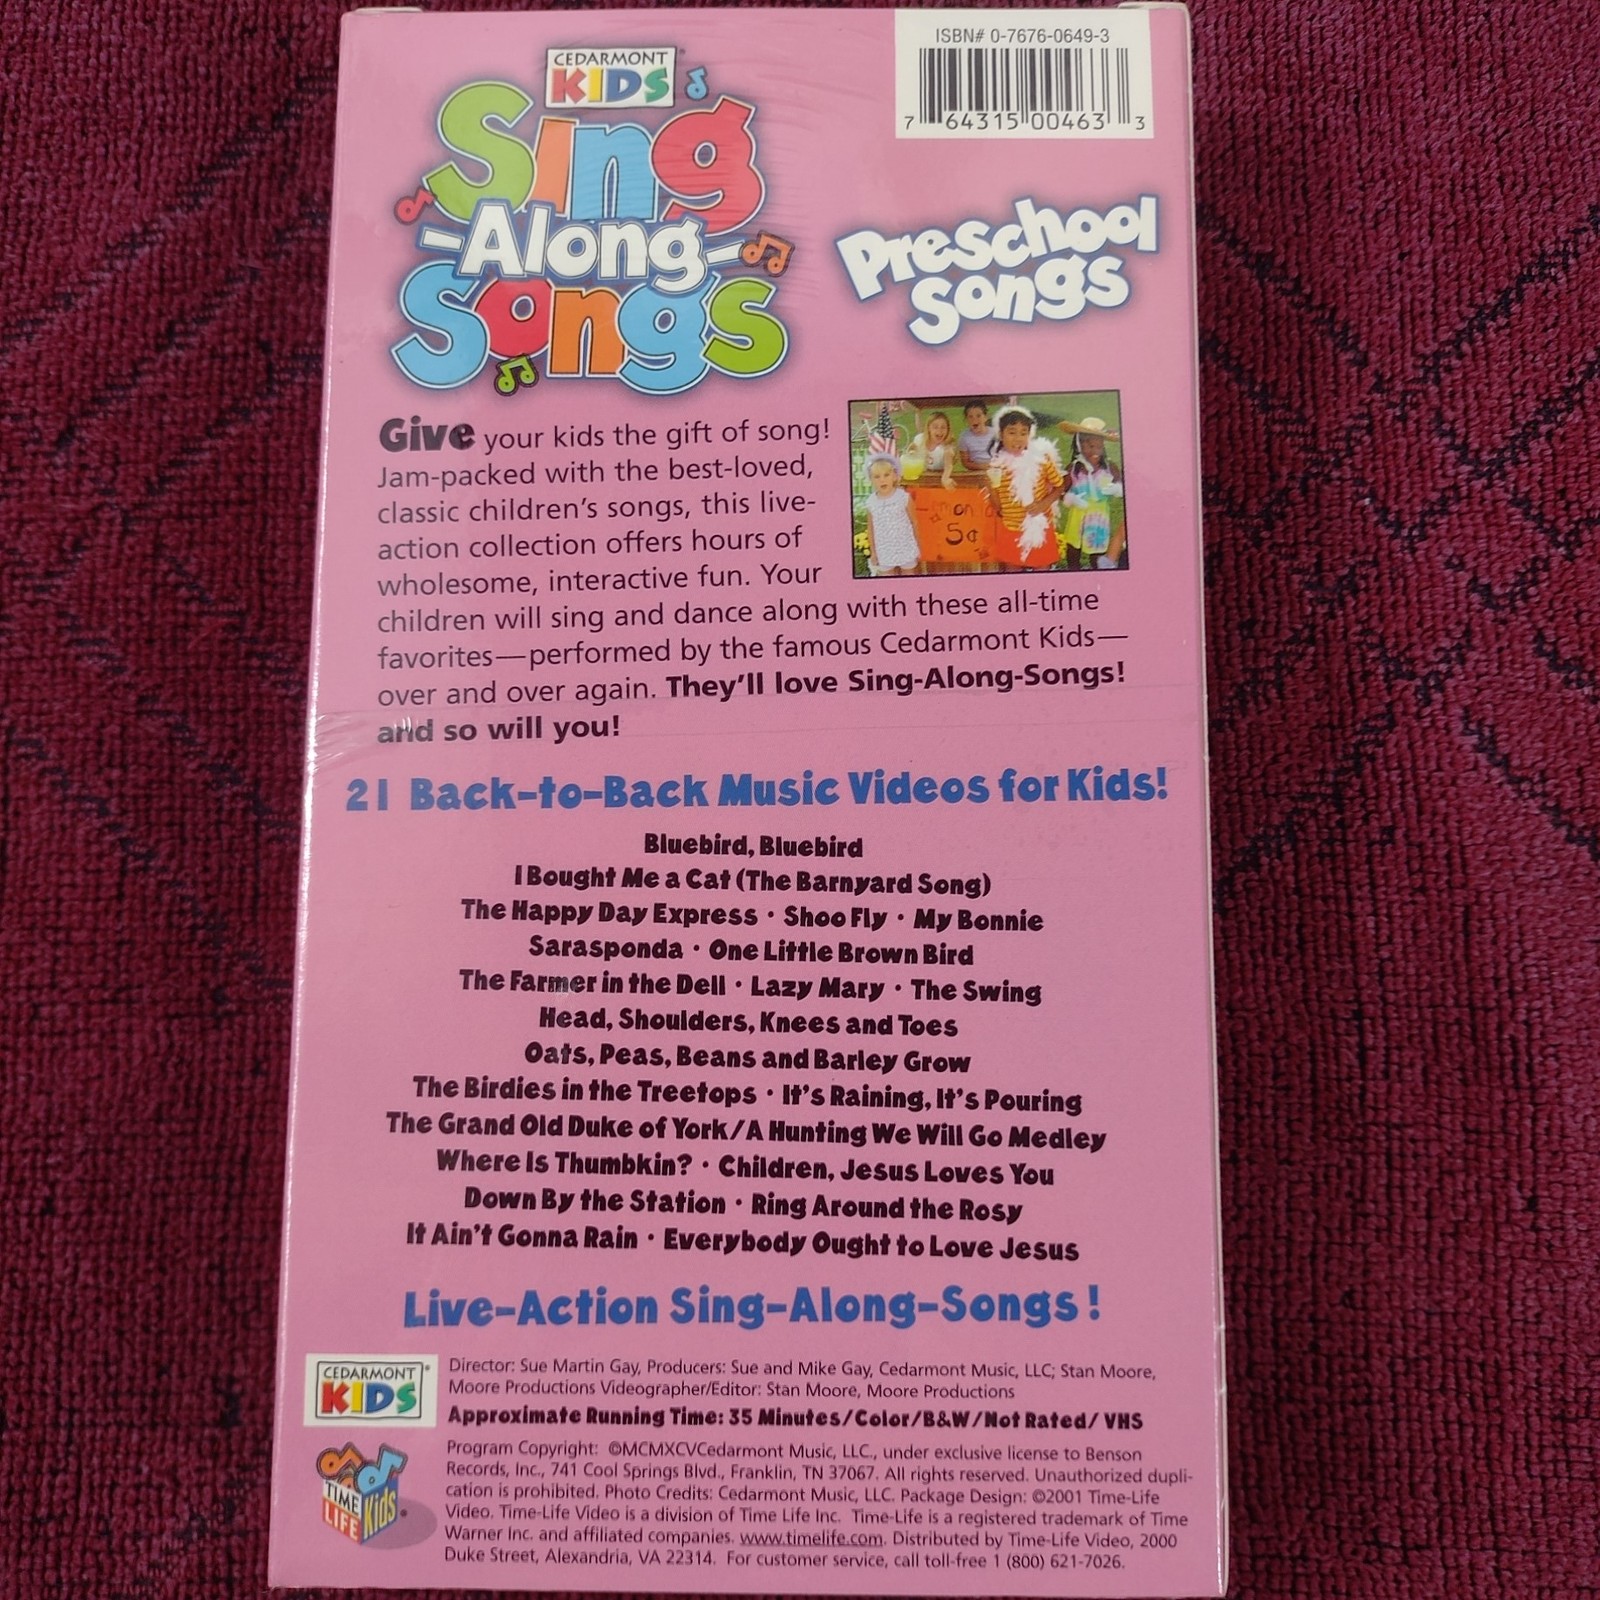 CEDARMONT
KIDS
Sing
-Along-
Songs
ISBN# 0-7676-0649-3
7 64315 00463 3
Preschool
Songs
5¢
Give your kids the gift of song!
Jam-packed with the best-loved,
classic children's songs, this live-
action collection offers hours of
wholesome, interactive fun. Your
children will sing and dance along with these all-time
favorites—performed by the famous Cedarmont Kids—
over and over again. They'll love Sing-Along-Songs!
and so will you!
21 Back-to-Back Music Videos for Kids!
Bluebird, Bluebird
I Bought Me a Cat (The Barnyard Song)
The Happy Day Express • Shoo Fly • My Bonnie
Sarasponda • One Little Brown Bird
The Farmer in the Dell • Lazy Mary • The Swing
Head, Shoulders, Knees and Toes
Oats, Peas, Beans and Barley Grow
The Birdies in the Treetops • It's Raining, It's Pouring
The Grand Old Duke of York/A Hunting We Will Go Medley
Where Is Thumbkin? • Children, Jesus Loves You
Down By the Station • Ring Around the Rosy
It Ain't Gonna Rain • Everybody Ought to Love Jesus
Live-Action Sing-Along-Songs!
CEDARMONT
KIDS
Director: Sue Martin Gay, Producers: Sue and Mike Gay, Cedarmont Music, LLC; Stan Moore,
Moore Productions Videographer/Editor: Stan Moore, Moore Productions
Approximate Running Time: 35 Minutes/Color/B&W/Not Rated/ VHS
TIME
LIFE
Kids
Program Copyright: ©MCMXCVCedarmont Music, LLC., under exclusive license to Benson
Records, Inc., 741 Cool Springs Blvd., Franklin, TN 37067. All rights reserved. Unauthorized dupli-
cation is prohibited. Photo Credits: Cedarmont Music, LLC. Package Design: ©2001 Time-Life
Video. Time-Life Video is a division of Time Life Inc. Time-Life is a registered trademark of Time
Warner Inc. and affiliated companies. www.timelife.com. Distributed by Time-Life Video, 2000
Duke Street, Alexandria, VA 22314. For customer service, call toll-free 1 (800) 621-7026.